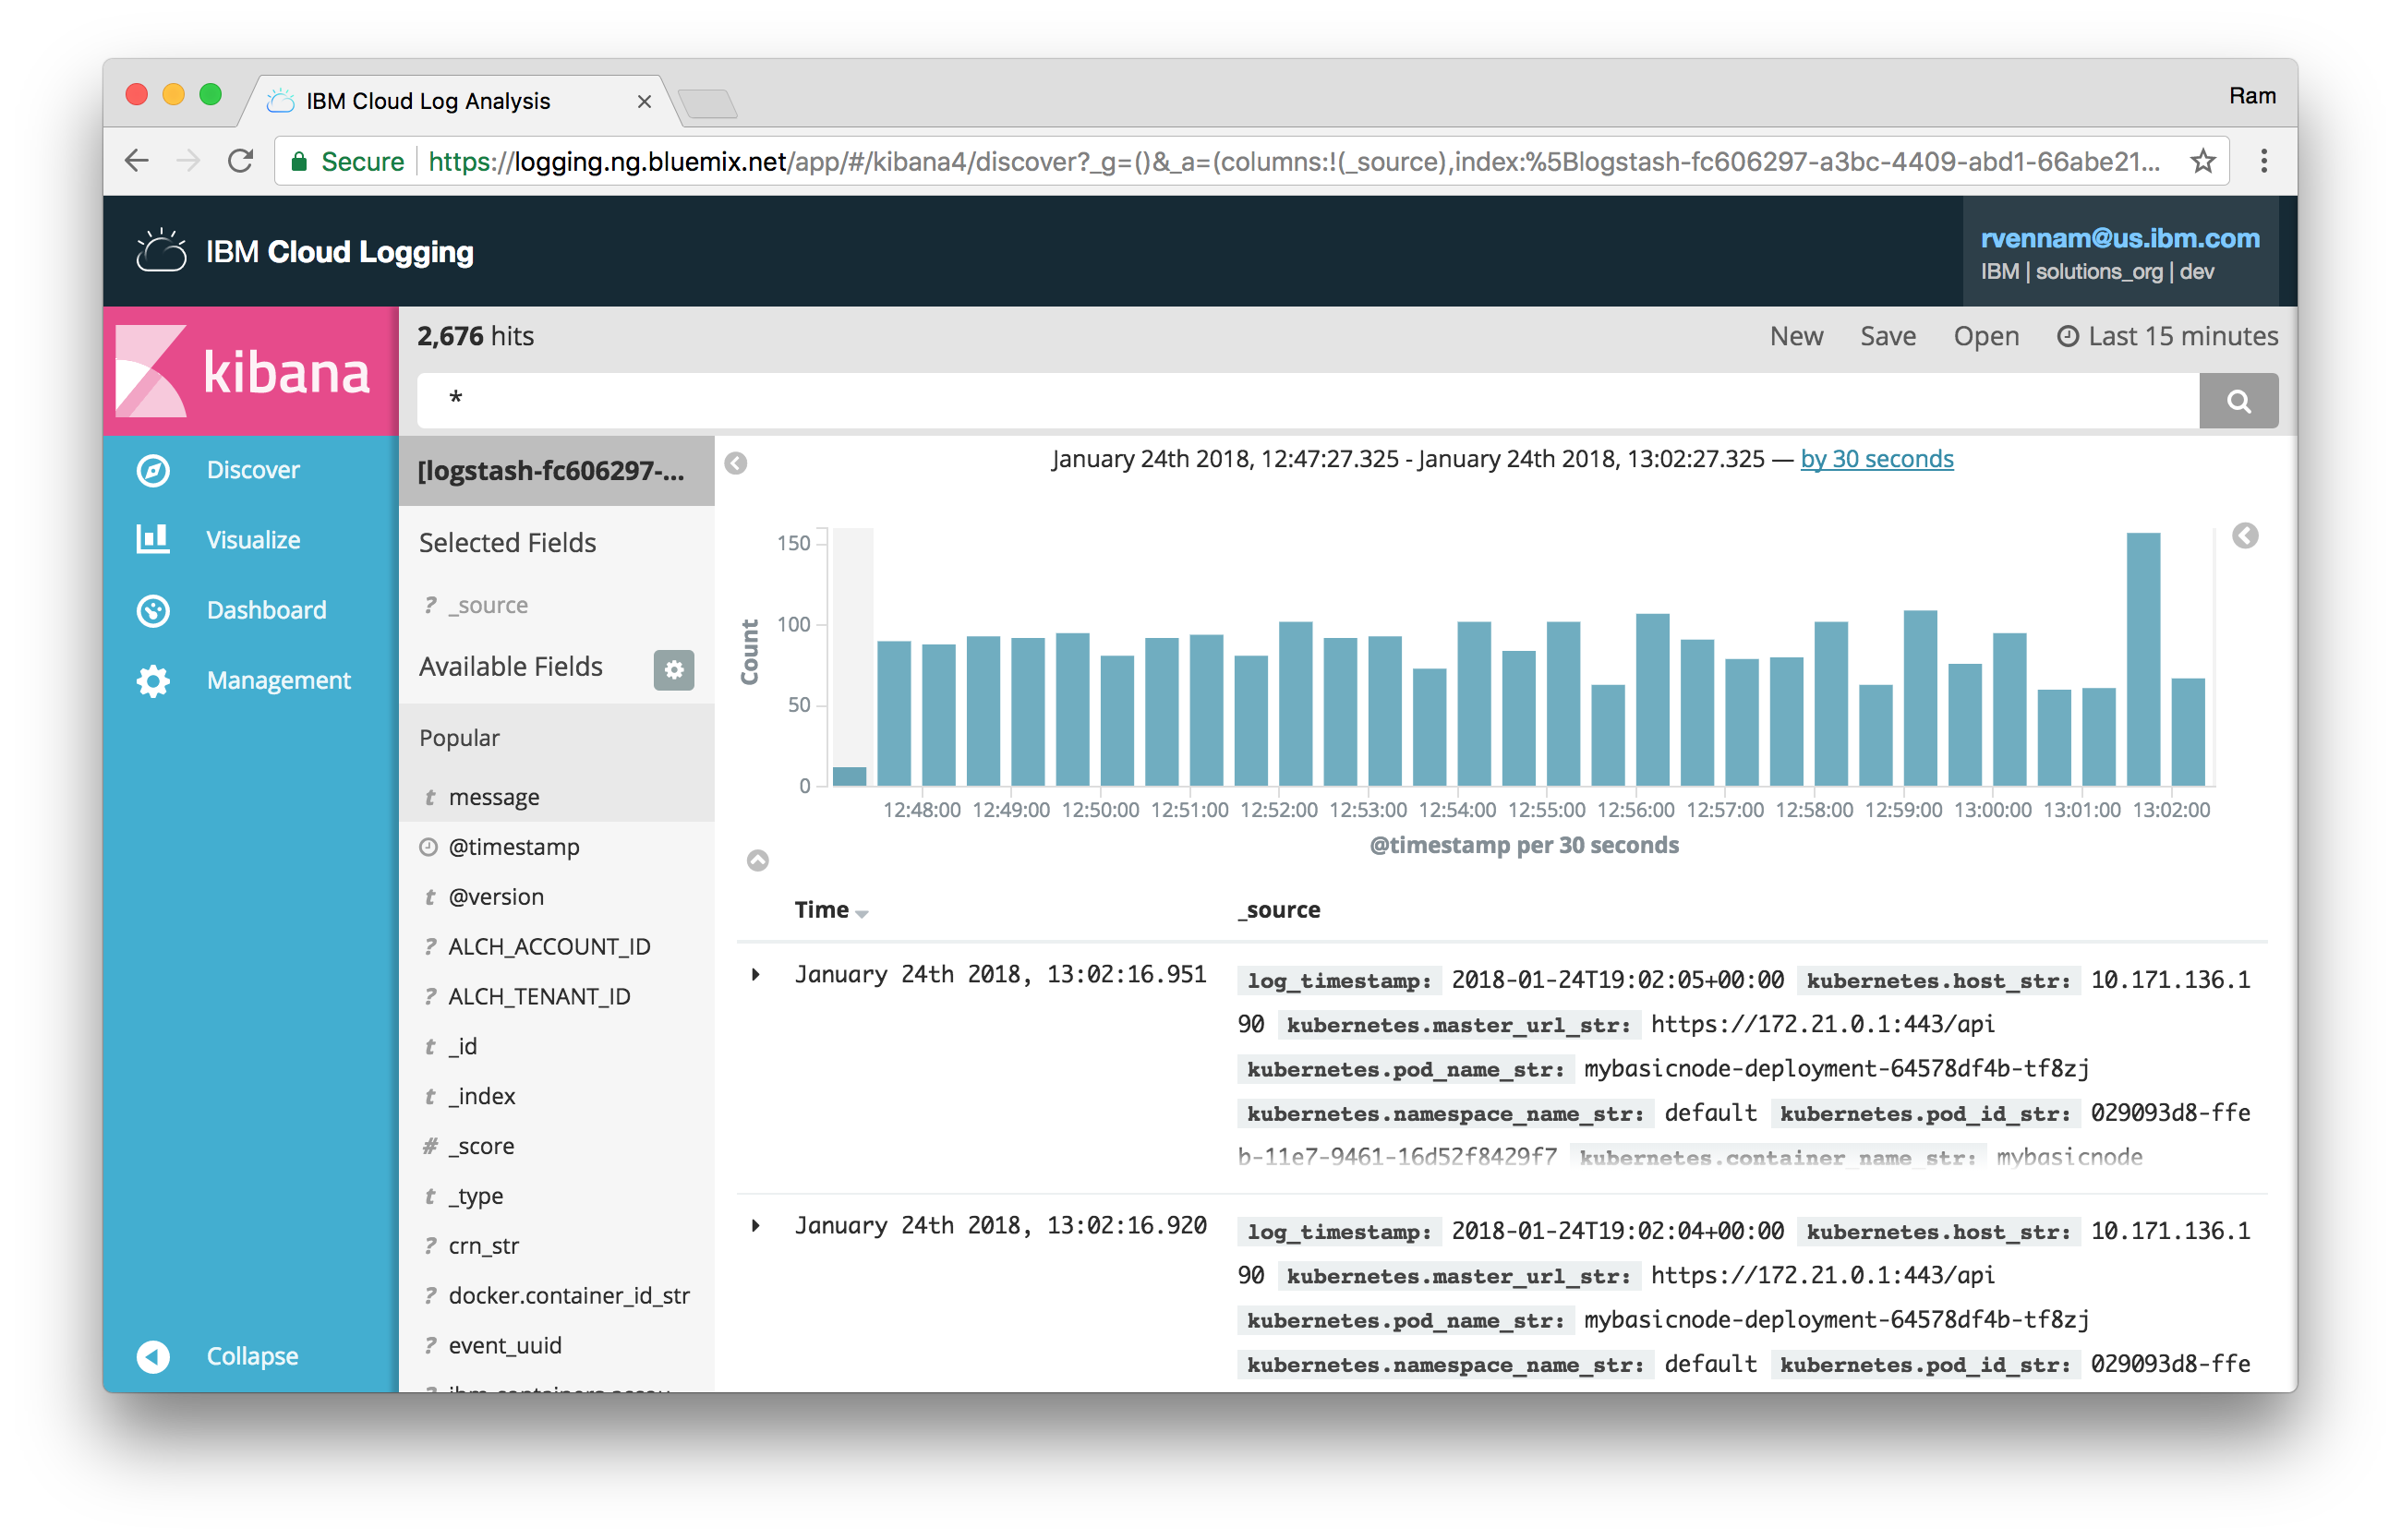 IBM Cloud Log Analysis
Ram
Secure https://logging.ng.bluemix.net/app/#/kibana4/discover?_g=()&_a=(columns:!(_source),index:%5Blogstash-fc606297-a3bc-4409-abd1-66abe21...
IBM Cloud Logging
rvennam@us.ibm.com
IBM | solutions_org | dev
kibana
2,676 hits
New Save Open Last 15 minutes
*
Discover
Visualize
Dashboard
Management
Collapse
[logstash-fc606297-...
Selected Fields
? _source
Available Fields
Popular
t message
@timestamp
t @version
? ALCH_ACCOUNT_ID
? ALCH_TENANT_ID
t _id
t _index
# _score
t _type
? crn_str
? docker.container_id_str
? event_uuid
January 24th 2018, 12:47:27.325 - January 24th 2018, 13:02:27.325 — by 30 seconds
Count
150
100
50
0
12:48:00 12:49:00 12:50:00 12:51:00 12:52:00 12:53:00 12:54:00 12:55:00 12:56:00 12:57:00 12:58:00 12:59:00 13:00:00 13:01:00 13:02:00
@timestamp per 30 seconds
Time _source
January 24th 2018, 13:02:16.951 log_timestamp: 2018-01-24T19:02:05+00:00 kubernetes.host_str: 10.171.136.1
90 kubernetes.master_url_str: https://172.21.0.1:443/api
kubernetes.pod_name_str: mybasicnode-deployment-64578df4b-tf8zj
kubernetes.namespace_name_str: default kubernetes.pod_id_str: 029093d8-ffe
b-11e7-9461-16d52f8429f7 kubernetes.container_name_str: mybasicnode
January 24th 2018, 13:02:16.920 log_timestamp: 2018-01-24T19:02:04+00:00 kubernetes.host_str: 10.171.136.1
90 kubernetes.master_url_str: https://172.21.0.1:443/api
kubernetes.pod_name_str: mybasicnode-deployment-64578df4b-tf8zj
kubernetes.namespace_name_str: default kubernetes.pod_id_str: 029093d8-ffe